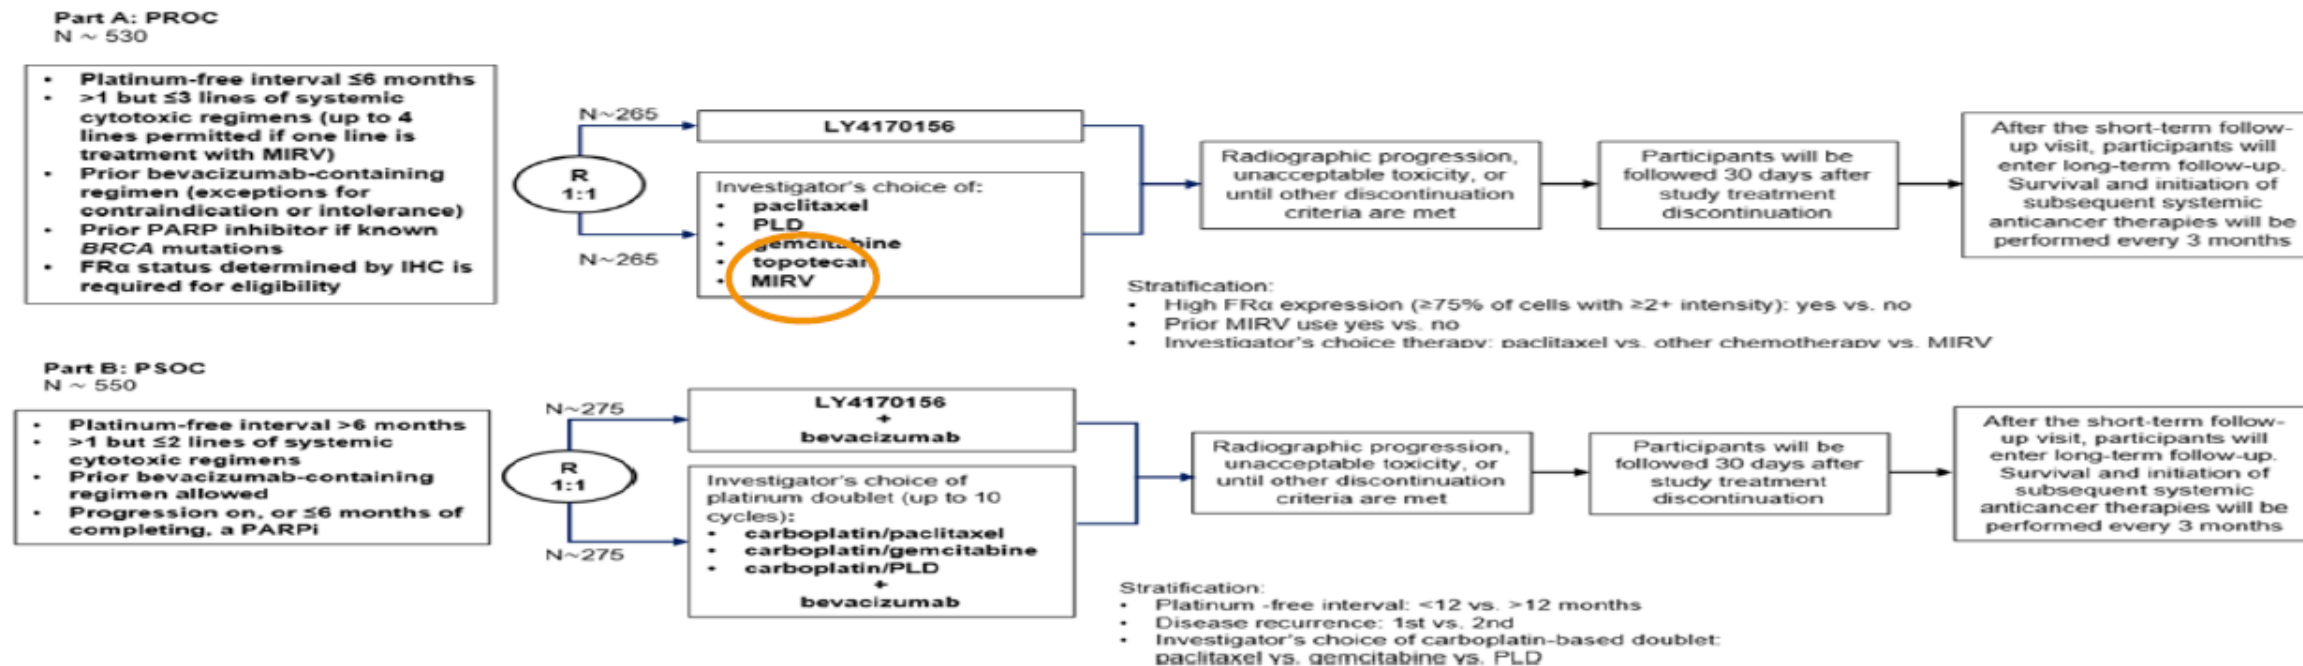 Part A: PROC
N ~ 530
• Platinum-free interval ≤6 months
• >1 but ≤3 lines of systemic
cytotoxic regimens (up to 4
lines permitted if one line is
treatment with MIRV)
• Prior bevacizumab-containing
regimen (exceptions for
contraindication or intolerance)
• Prior PARP inhibitor if known
BRCA mutations
• FRα status determined by IHC is
required for eligibility
R
1:1
N~265
N~265
LY4170156
Investigator's choice of:
• paclitaxel
• PLD
• gemcitabine
• topotecan
• MIRV
Radiographic progression,
unacceptable toxicity, or
until other discontinuation
criteria are met
Participants will be
followed 30 days after
study treatment
discontinuation
After the short-term follow-
up visit, participants will
enter long-term follow-up.
Survival and initiation of
subsequent systemic
anticancer therapies will be
performed every 3 months
Stratification:
• High FRα expression (≥75% of cells with ≥2+ intensity): yes vs. no
• Prior MIRV use yes vs. no
• Investigator's choice therapy: paclitaxel vs. other chemotherapy vs. MIRV
Part B: PSOC
N ~ 550
• Platinum-free interval >6 months
• >1 but ≤2 lines of systemic
cytotoxic regimens
• Prior bevacizumab-containing
regimen allowed
• Progression on, or ≤6 months of
completing, a PARPi
R
1:1
N~275
N~275
LY4170156
+
bevacizumab
Investigator's choice of
platinum doublet (up to 10
cycles):
• carboplatin/paclitaxel
• carboplatin/gemcitabine
• carboplatin/PLD
+
bevacizumab
Radiographic progression,
unacceptable toxicity, or
until other discontinuation
criteria are met
Participants will be
followed 30 days after
study treatment
discontinuation
After the short-term follow-
up visit, participants will
enter long-term follow-up.
Survival and initiation of
subsequent systemic
anticancer therapies will be
performed every 3 months
Stratification:
• Platinum -free interval: <12 vs. >12 months
• Disease recurrence: 1st vs. 2nd
• Investigator's choice of carboplatin-based doublet:
paclitaxel vs. gemcitabine vs. PLD